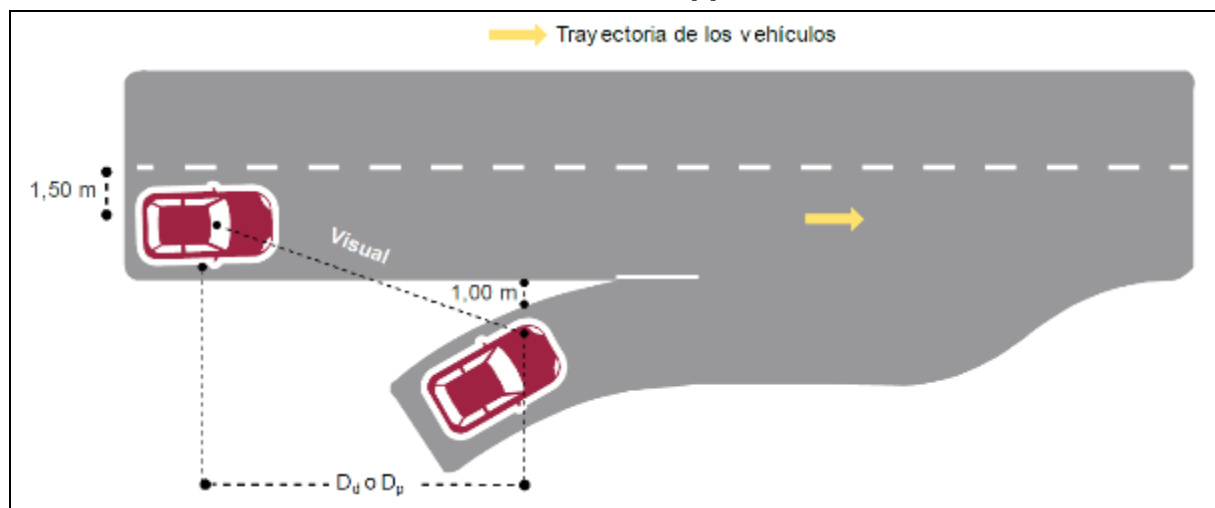 Trayectoria de los vehículos
1,50 m
Visual
1,00 m
Dd o Dp